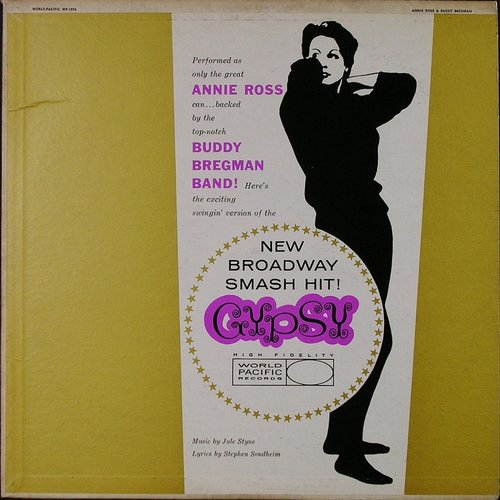 WORLD-PACIFIC WP-1276
ANNIE ROSS & BUDDY BREGMAN
Performed as
only the great
ANNIE ROSS
can...backed
by the
top-notch
BUDDY
BREGMAN
BAND! Here's
the exciting
swingin' version of the
NEW
BROADWAY
SMASH HIT!
GYPSY
HIGH FIDELITY
WORLD
PACIFIC
RECORDS
Music by Jule Styne
Lyrics by Stephen Sondheim